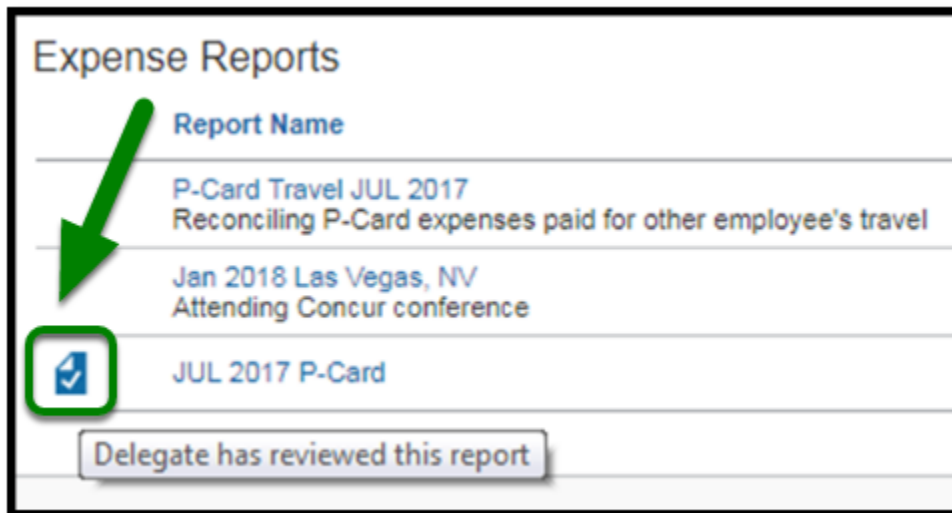 Expense Reports
Report Name
P-Card Travel JUL 2017
Reconciling P-Card expenses paid for other employee's travel
Jan 2018 Las Vegas, NV
Attending Concur conference
JUL 2017 P-Card
Delegate has reviewed this report